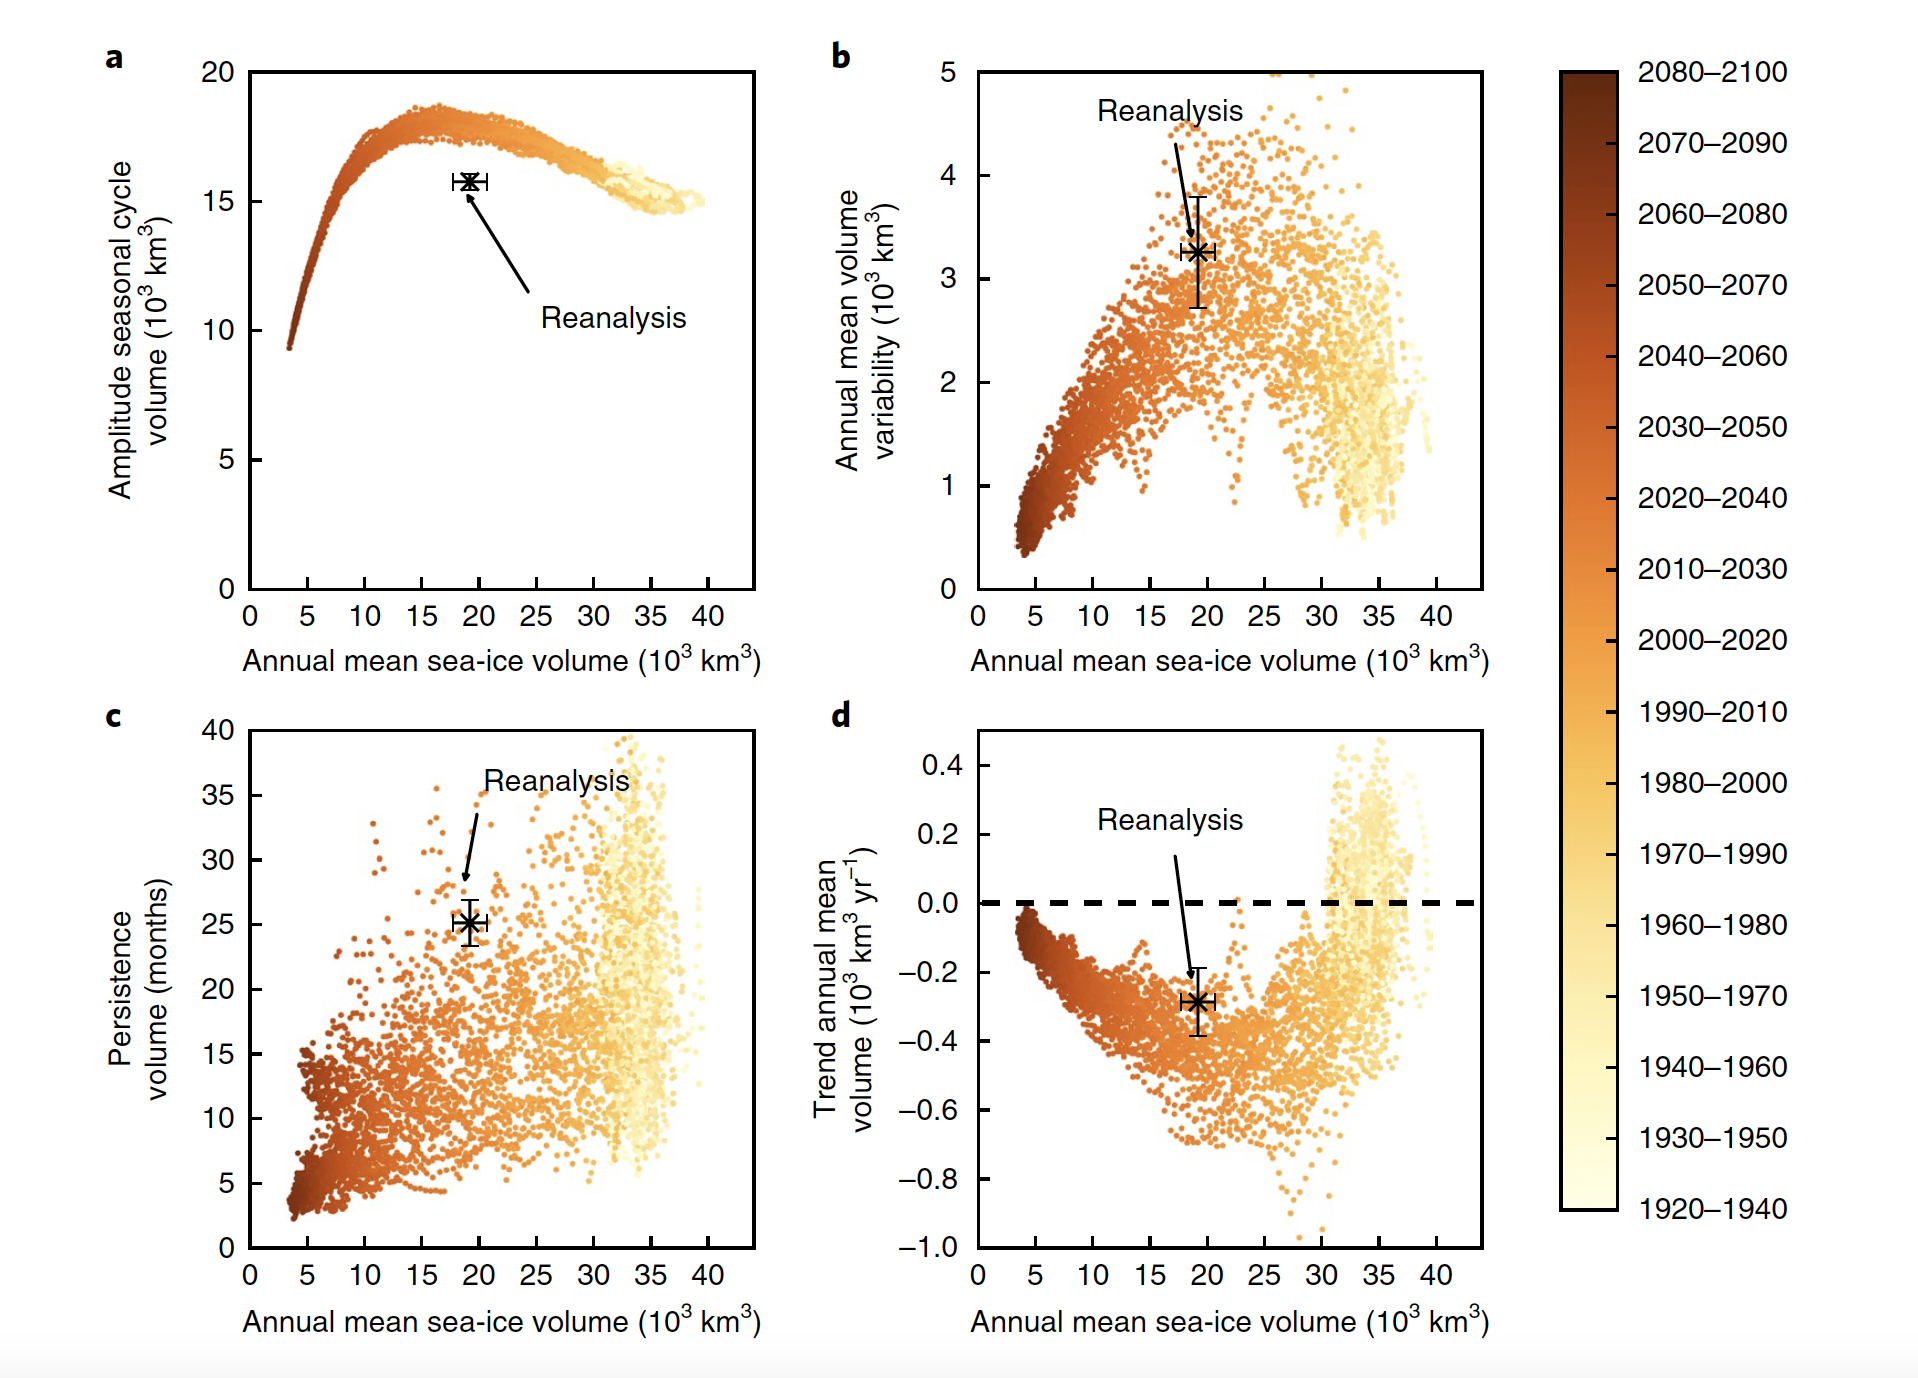 a
20
15
10
5
0
Amplitude seasonal cycle
volume (10³ km³)
Reanalysis
0 5 10 15 20 25 30 35 40
Annual mean sea-ice volume (10³ km³)
b
5
4
3
2
1
0
Annual mean volume
variability (10³ km³)
Reanalysis
0 5 10 15 20 25 30 35 40
Annual mean sea-ice volume (10³ km³)
c
40
35
30
25
20
15
10
5
0
Persistence
volume (months)
Reanalysis
0 5 10 15 20 25 30 35 40
Annual mean sea-ice volume (10³ km³)
d
0.4
0.2
0.0
–0.2
–0.4
–0.6
–0.8
–1.0
Trend annual mean
volume (10³ km³ yr⁻¹)
Reanalysis
0 5 10 15 20 25 30 35 40
Annual mean sea-ice volume (10³ km³)
2080–2100
2070–2090
2060–2080
2050–2070
2040–2060
2030–2050
2020–2040
2010–2030
2000–2020
1990–2010
1980–2000
1970–1990
1960–1980
1950–1970
1940–1960
1930–1950
1920–1940